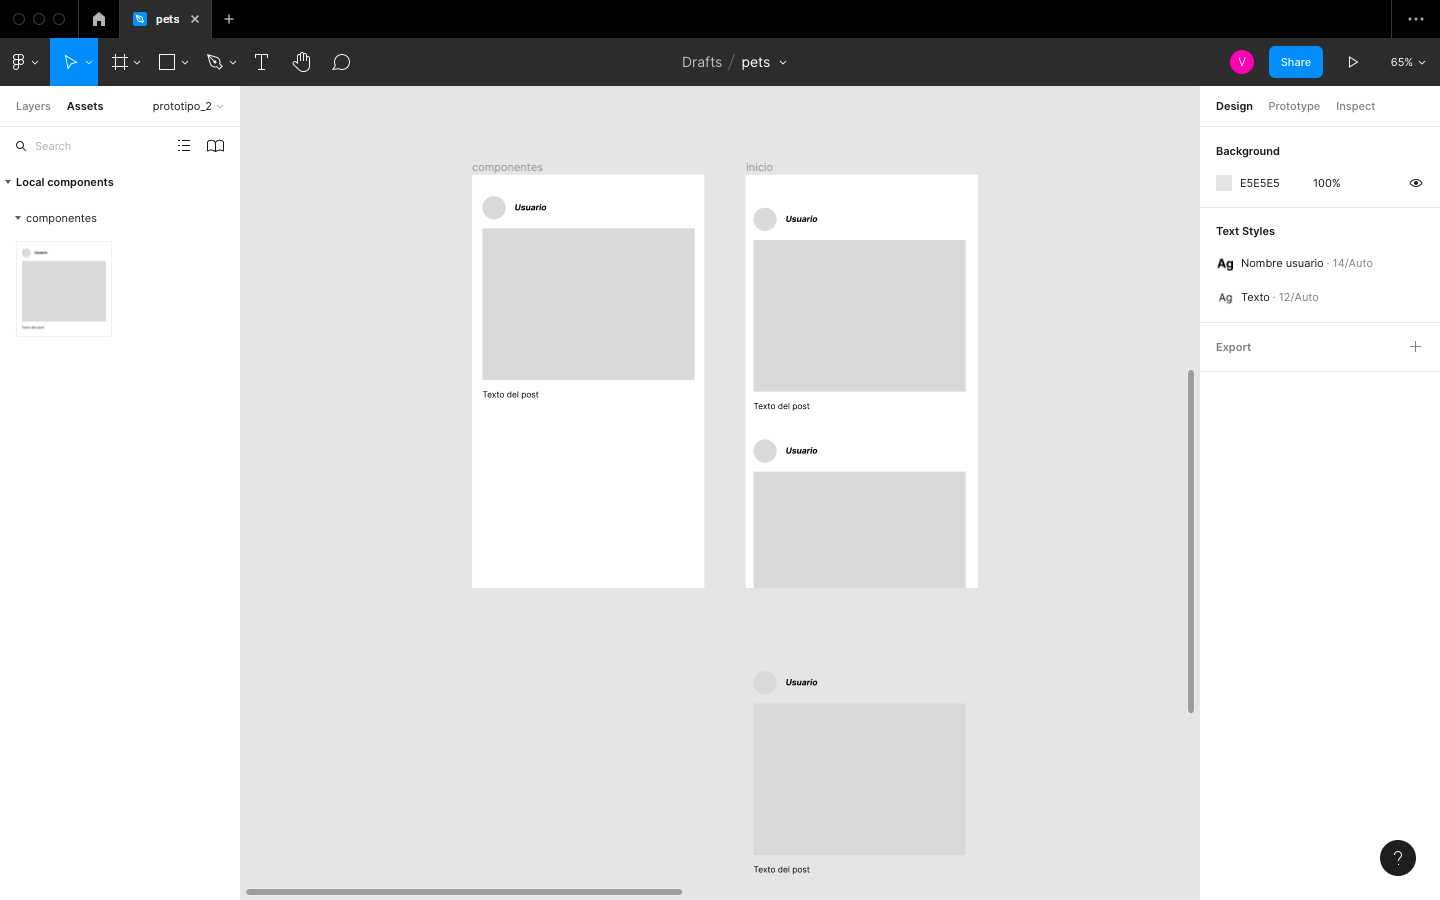 pets
Drafts / pets
V
Share
65%
Layers
Assets
prototipo_2
Search
Local components
componentes
Usuario
Texto del post
componentes
Usuario
Texto del post
inicio
Usuario
Texto del post
Usuario
Usuario
Texto del post
Design
Prototype
Inspect
Background
E5E5E5
100%
Text Styles
Ag Nombre usuario · 14/Auto
Ag Texto · 12/Auto
Export
?